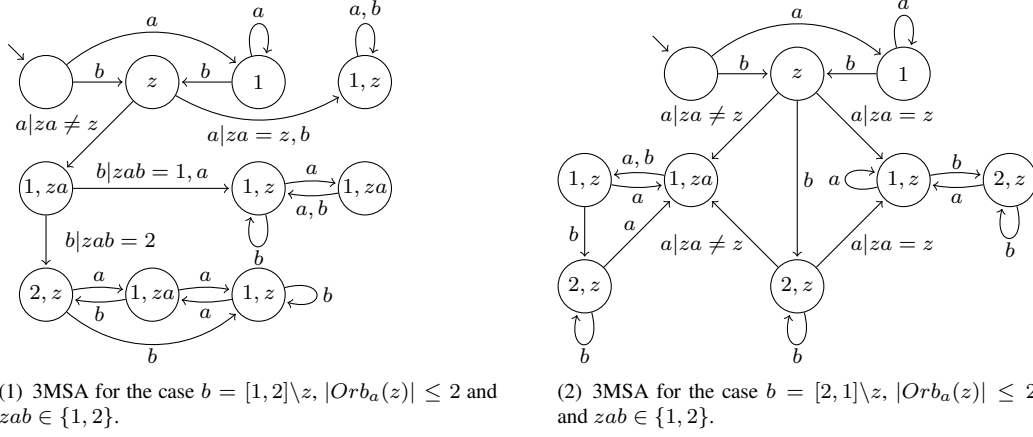 a a a, b
b z b 1 1, z
a|za ≠ z a|za = z, b
1, za b|zab = 1, a 1, z a 1, za
a, b
b|zab = 2 b
2, z a 1, za a 1, z b
b a
b
(1) 3MSA for the case b = [1, 2]\z, |Orb_a(z)| ≤ 2 and
zab ∈ {1, 2}.
a a
b z b 1
a|za ≠ z a|za = z
1, z a, b 1, za b a 1, z b 2, z
a a
b a b
a|za ≠ z a|za = z
2, z 2, z
b b
(2) 3MSA for the case b = [2, 1]\z, |Orb_a(z)| ≤ 2
and zab ∈ {1, 2}.